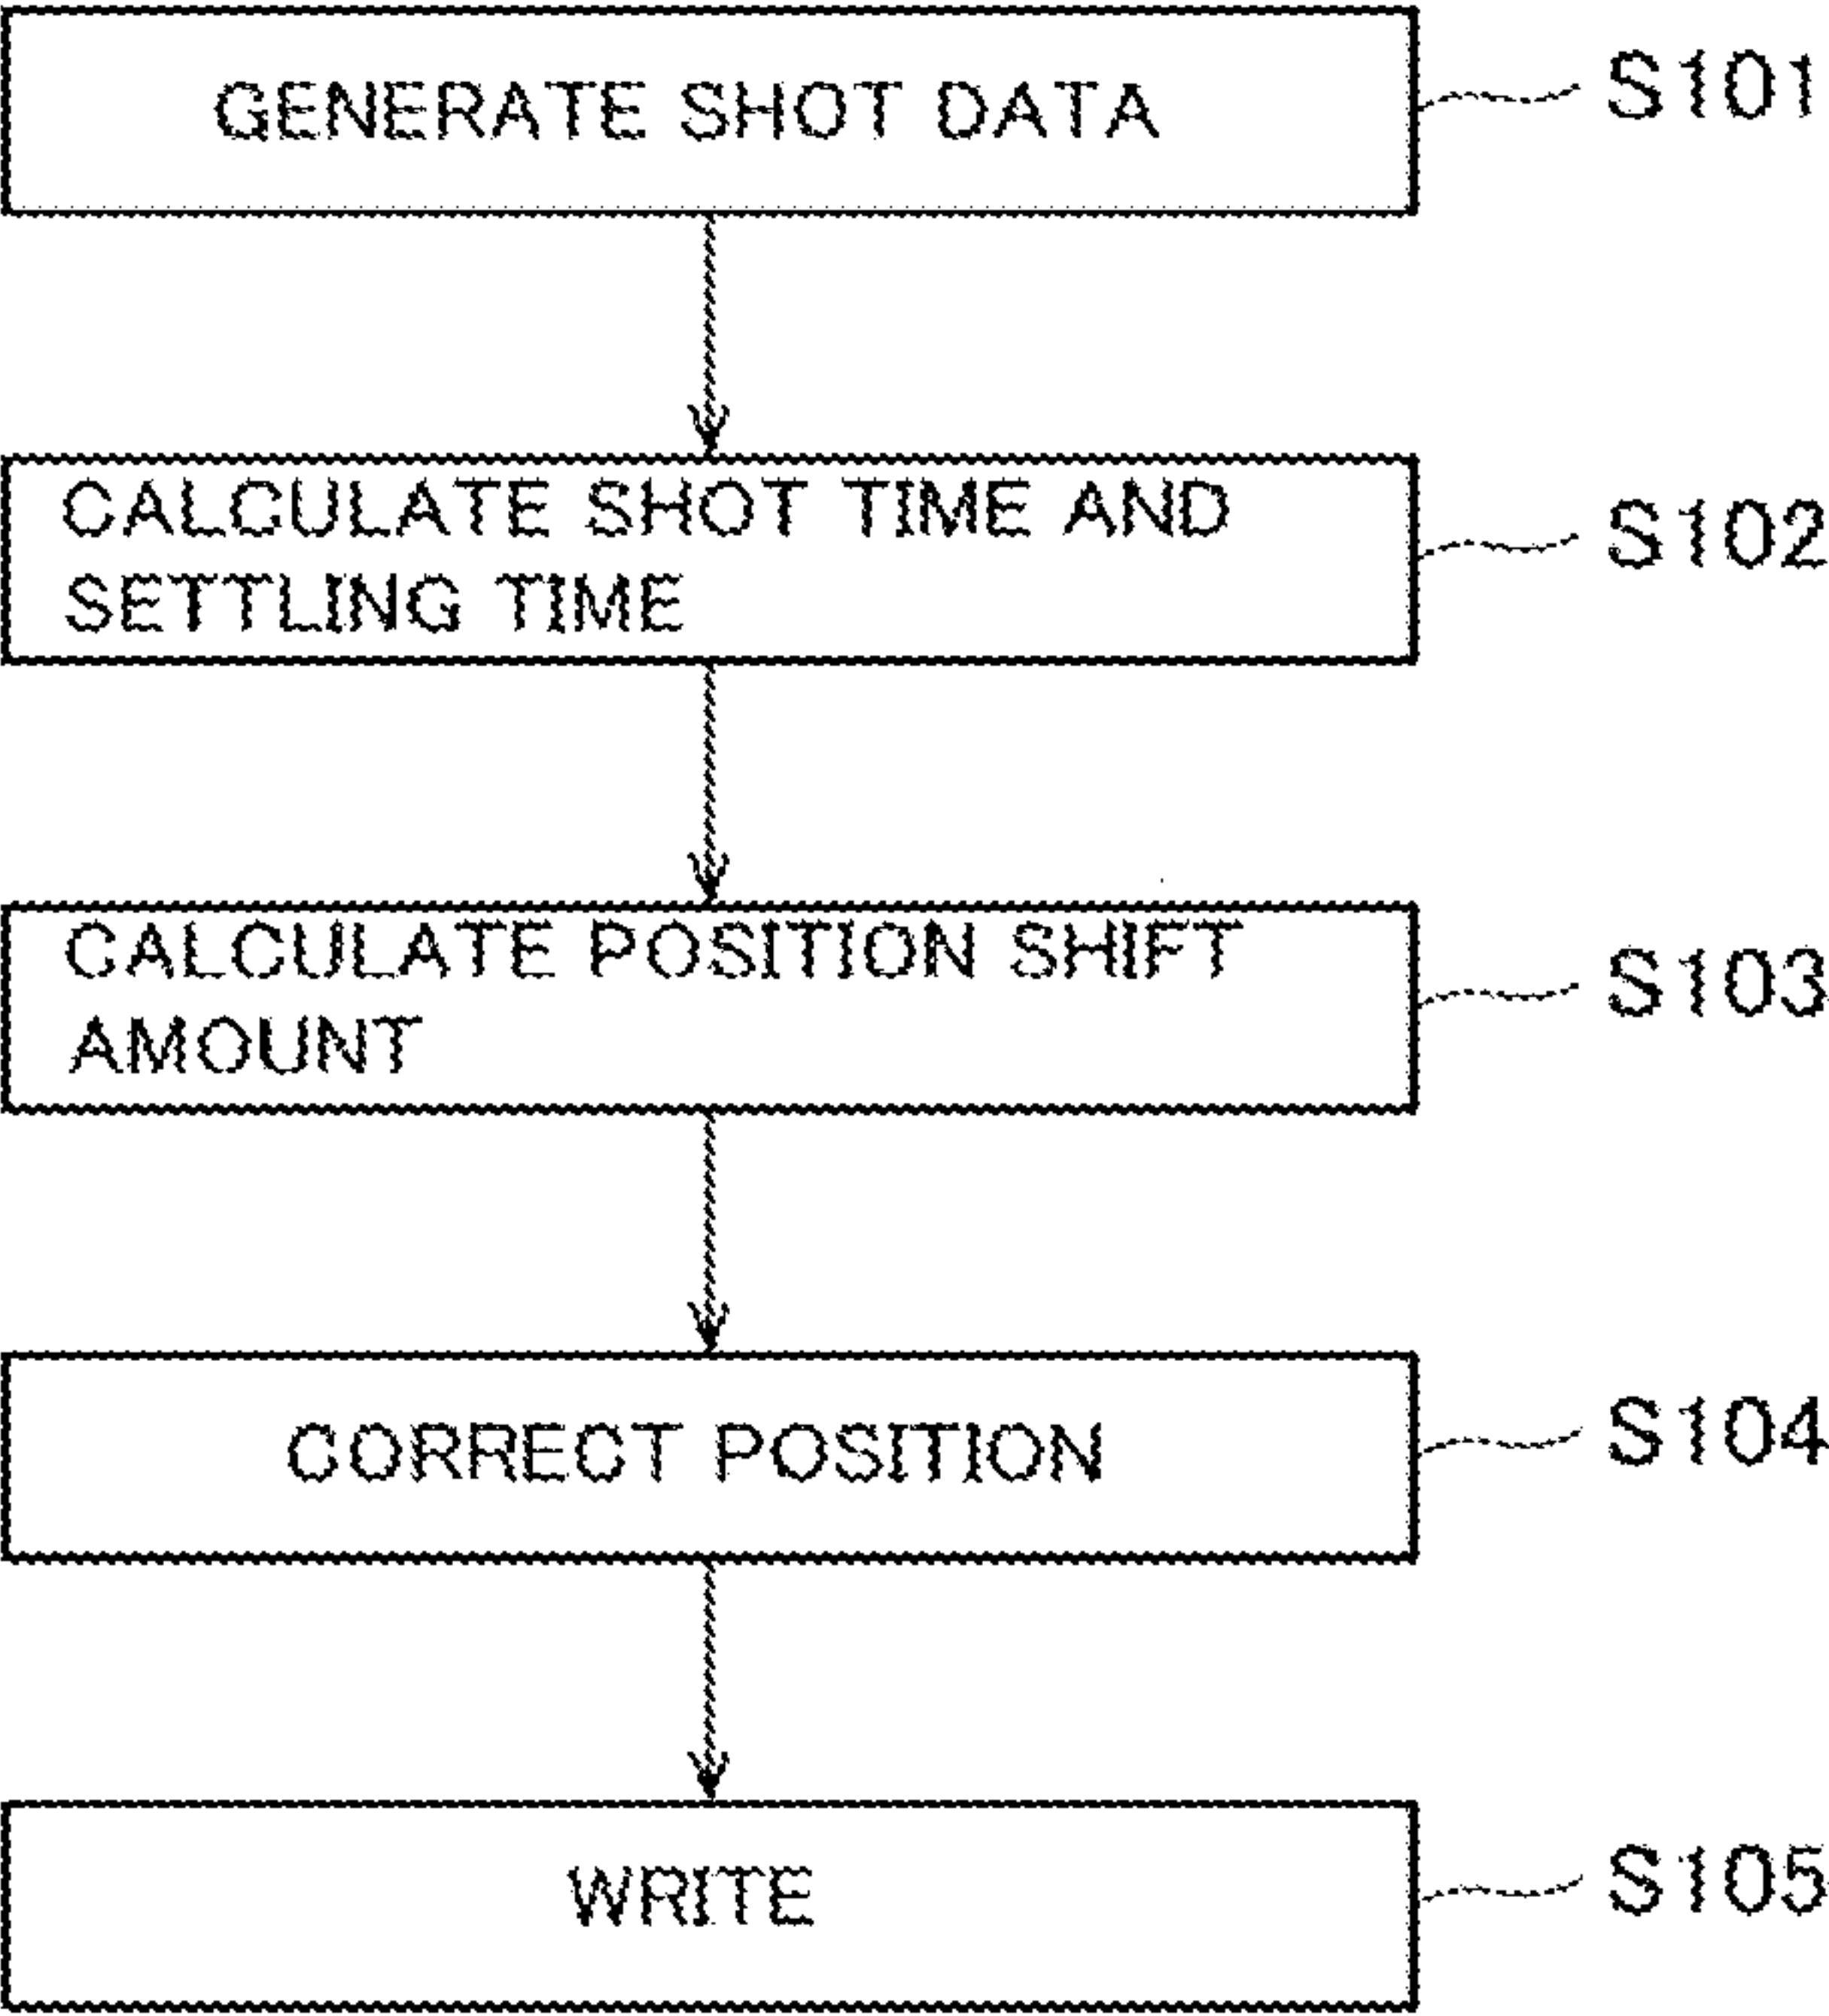 GENERATE SHOT DATA
S101
CALCULATE SHOT TIME AND
SETTLING TIME
S102
CALCULATE POSITION SHIFT
AMOUNT
S103
CORRECT POSITION
S104
WRITE
S105